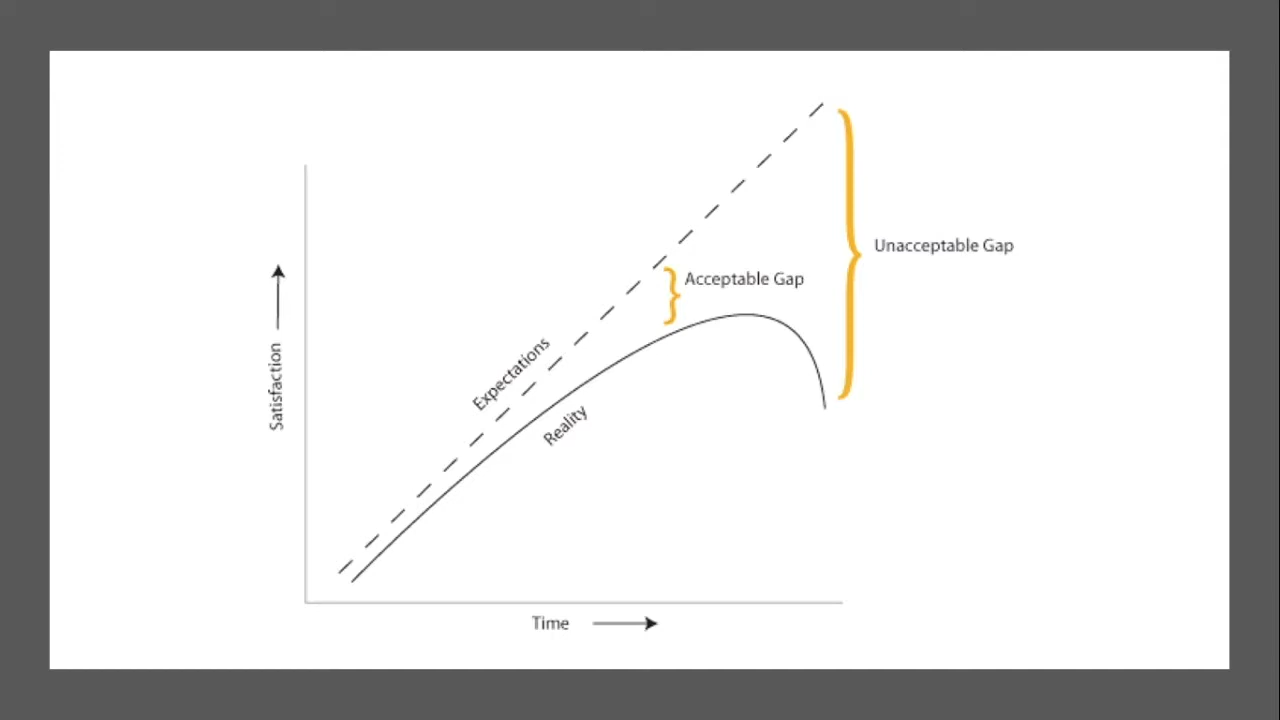 Unacceptable Gap
Acceptable Gap
Expectations
Reality
Satisfaction
Time